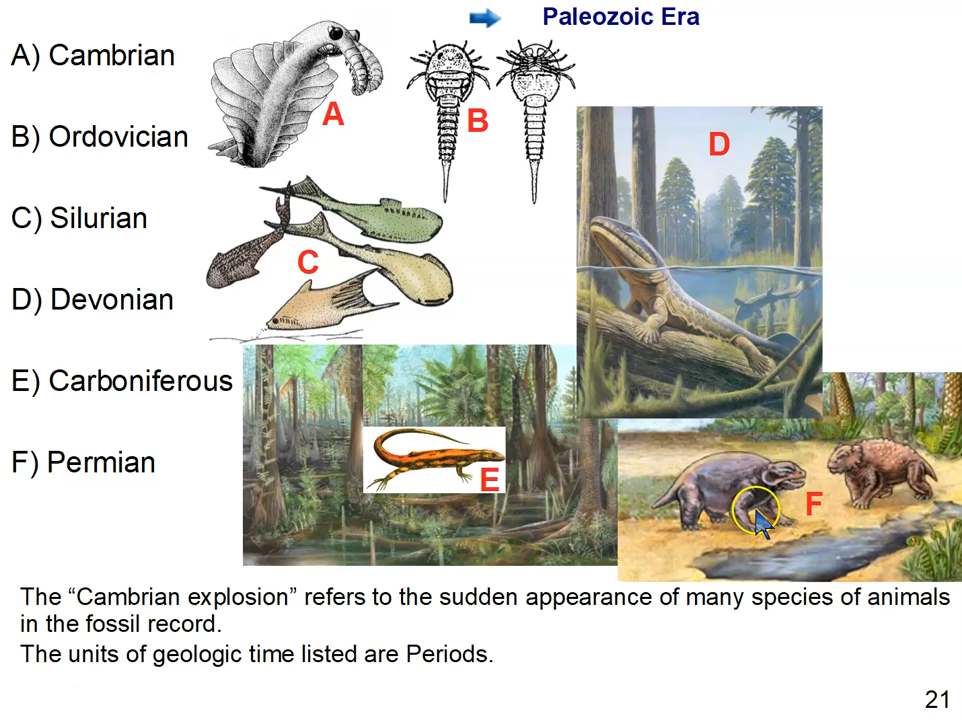 Paleozoic Era
A) Cambrian
B) Ordovician
C) Silurian
D) Devonian
E) Carboniferous
F) Permian
A
B
C
D
E
F
The “Cambrian explosion” refers to the sudden appearance of many species of animals
in the fossil record.
The units of geologic time listed are Periods.
21